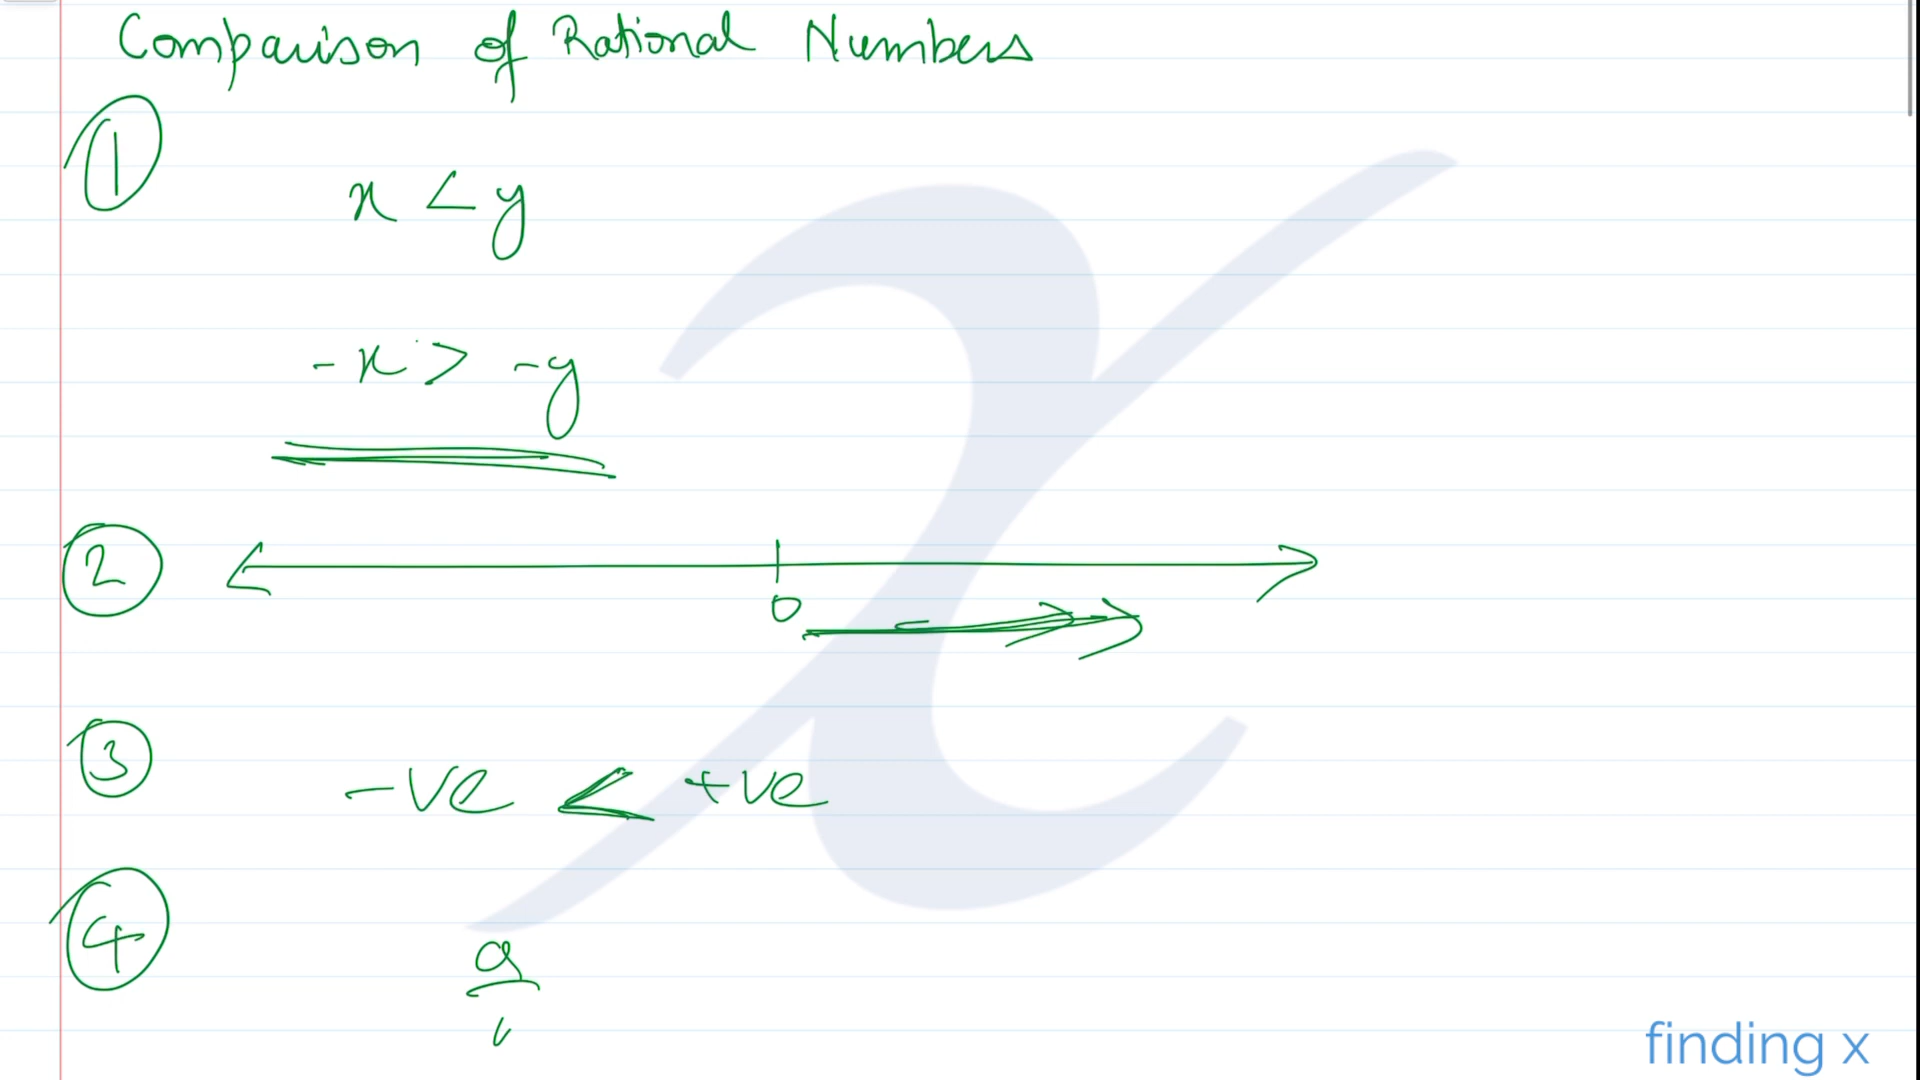 Comparison of Rational Numbers
1
x < y
-x > -y
2
0
3
-ve < +ve
4
a
finding x